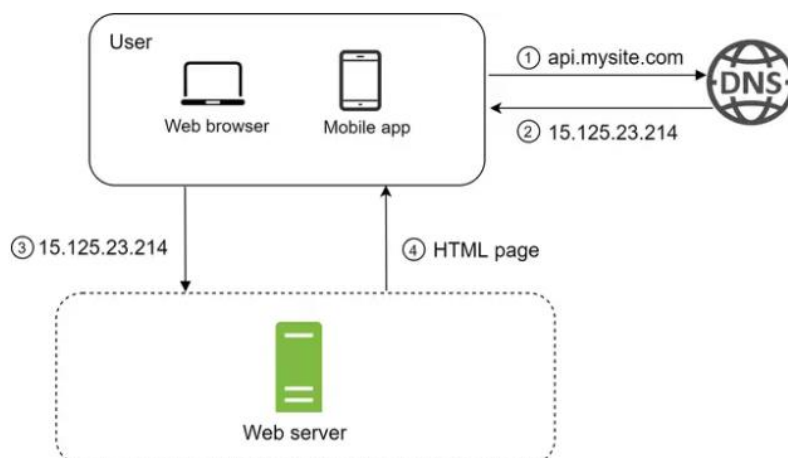 User
① api.mysite.com
DNS
Web browser
Mobile app
② 15.125.23.214
③ 15.125.23.214
④ HTML page
Web server